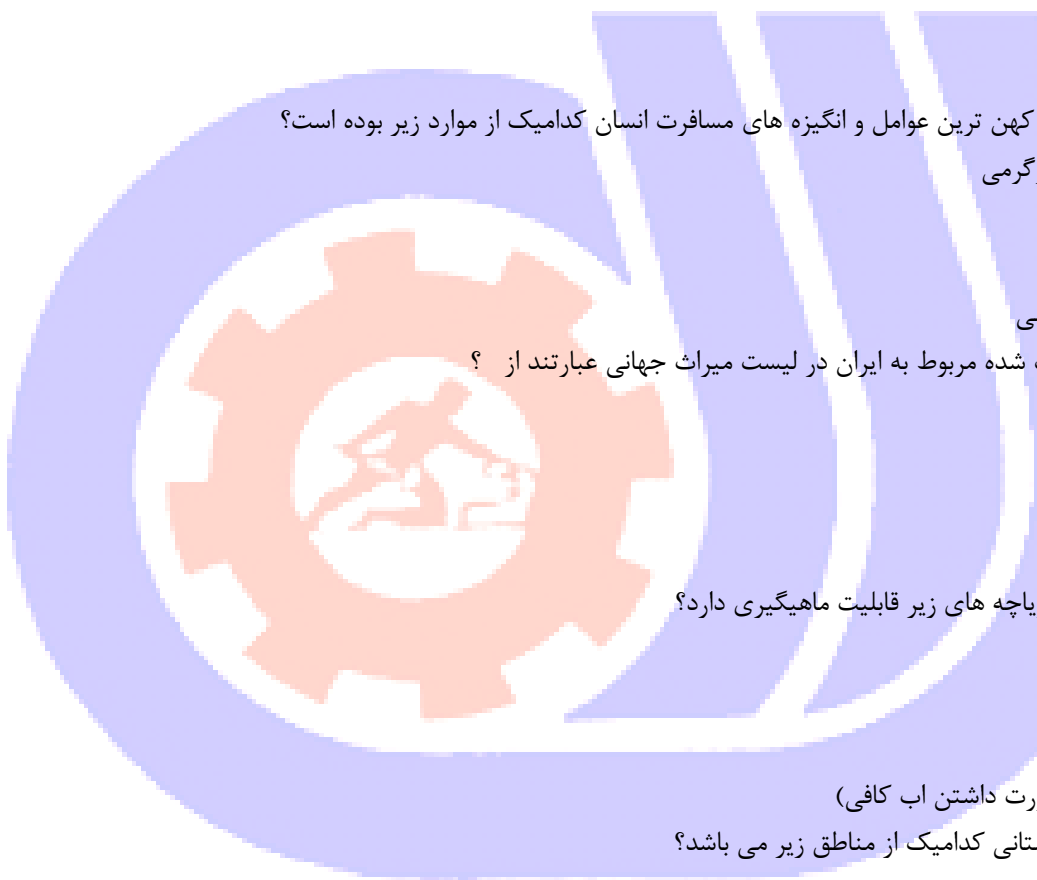 کهن ترین عوامل و انگیزه های مسافرت انسان کدامیک از موارد زیر بوده است؟
رگرمی
ی
شده مربوط به ایران در لیست میراث جهانی عبارتند از ؟
یاچه های زیر قابلیت ماهیگیری دارد؟
رت داشتن اب کافی)
ستانی کدامیک از مناطق زیر می باشد؟